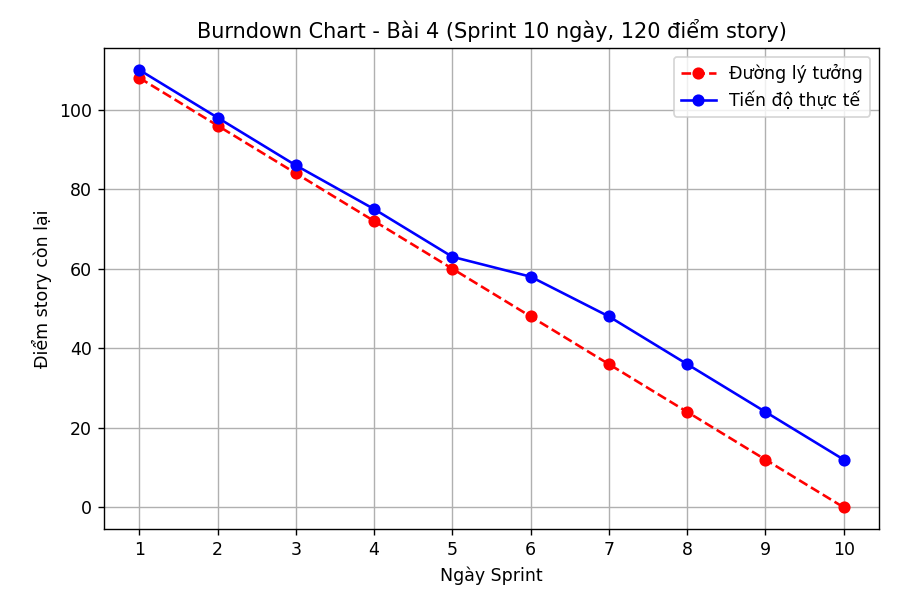 Burndown Chart - Bài 4 (Sprint 10 ngày, 120 điểm story)
Đường lý tưởng
Tiến độ thực tế
Điểm story còn lại
100
80
60
40
20
0
1 2 3 4 5 6 7 8 9 10
Ngày Sprint